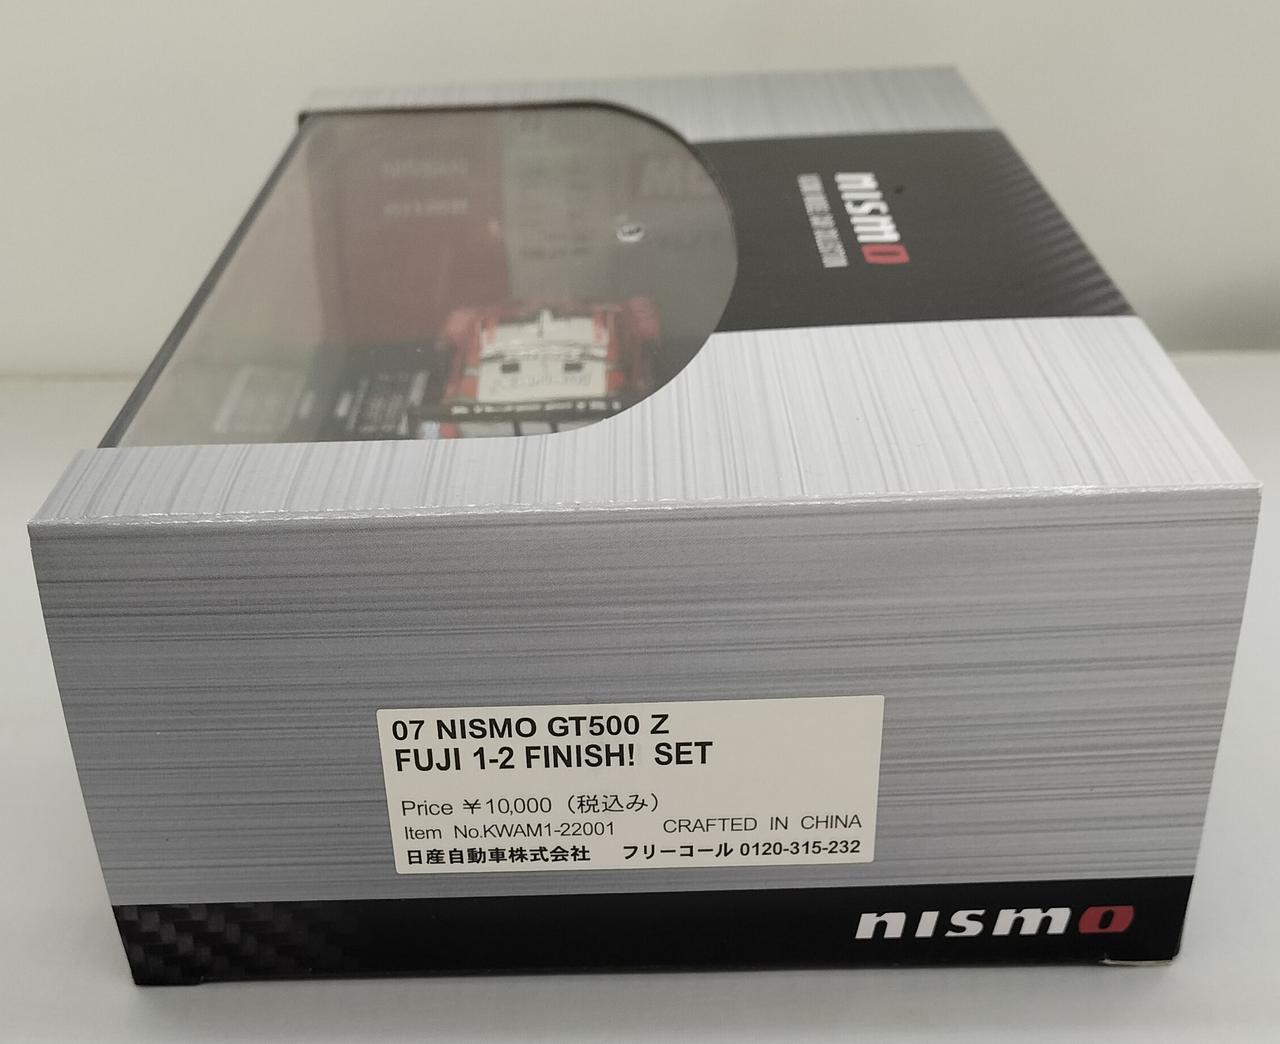 nismo
07 NISMO GT500 Z
FUJI 1-2 FINISH! SET
Price ¥10,000（税込み）
Item No.KWAM1-22001 CRAFTED IN CHINA
日産自動車株式会社 フリーコール 0120-315-232
nismo